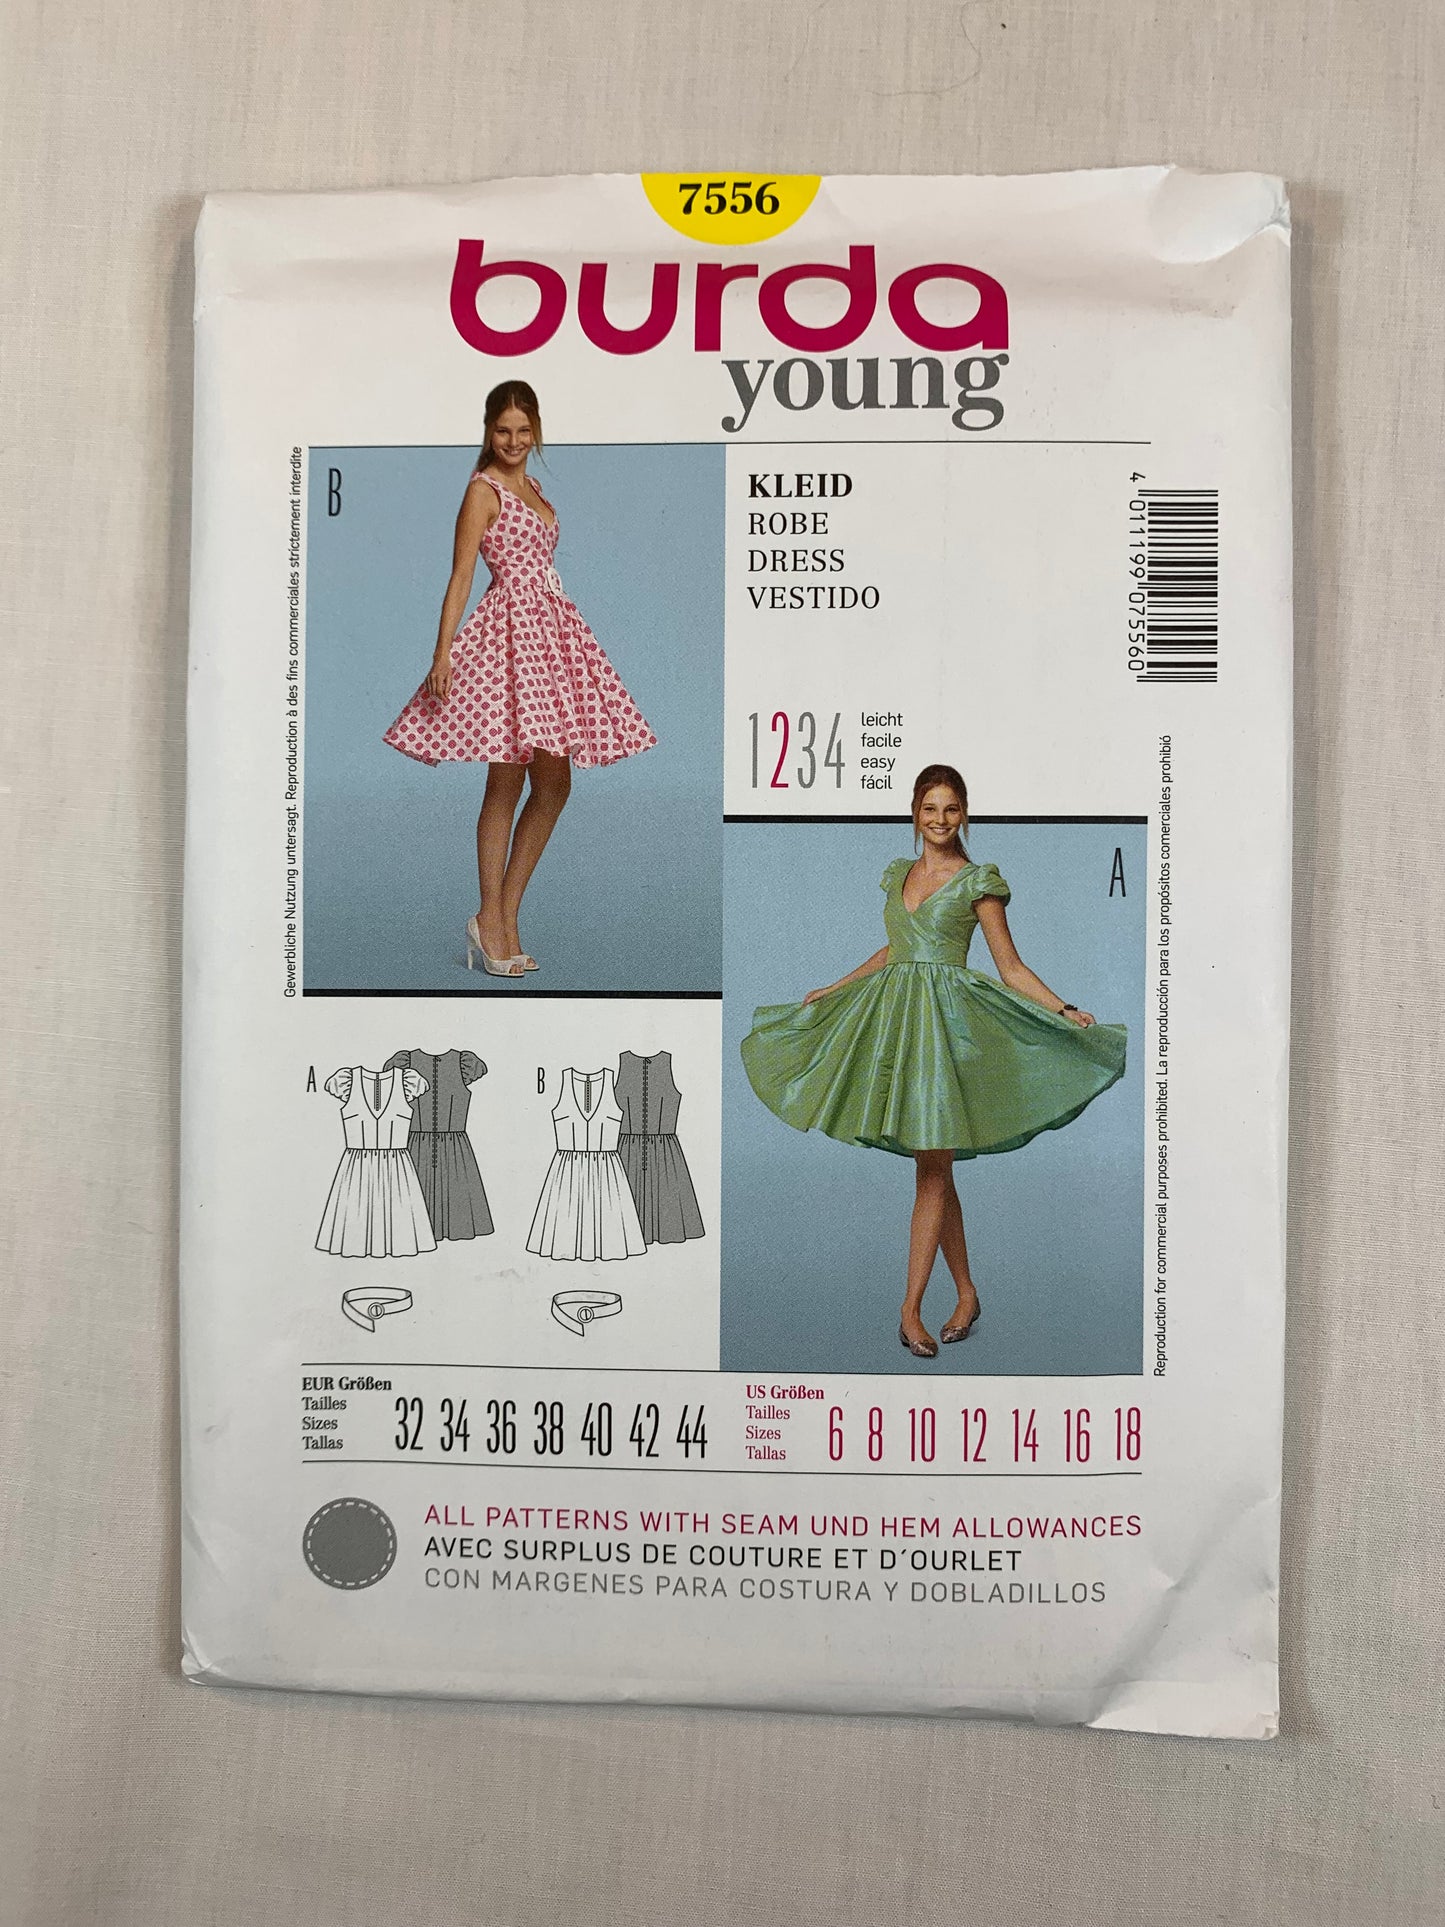 7556
burda
young
B
KLEID
ROBE
DRESS
VESTIDO
4 011199 075560
1234
leicht
facile
easy
fácil
A
Gewerbliche Nutzung untersagt. Reproduction à des fins commerciales strictement interdite
Reproduction for commercial purposes prohibited. La reproducción para los propósitos comerciales prohibió
A
B
EUR Größen
Tailles
Sizes
Tallas
32 34 36 38 40 42 44
US Größen
Tailles
Sizes
Tallas
6 8 10 12 14 16 18
ALL PATTERNS WITH SEAM UND HEM ALLOWANCES
AVEC SURPLUS DE COUTURE ET D´OURLET
CON MARGENES PARA COSTURA Y DOBLADILLOS